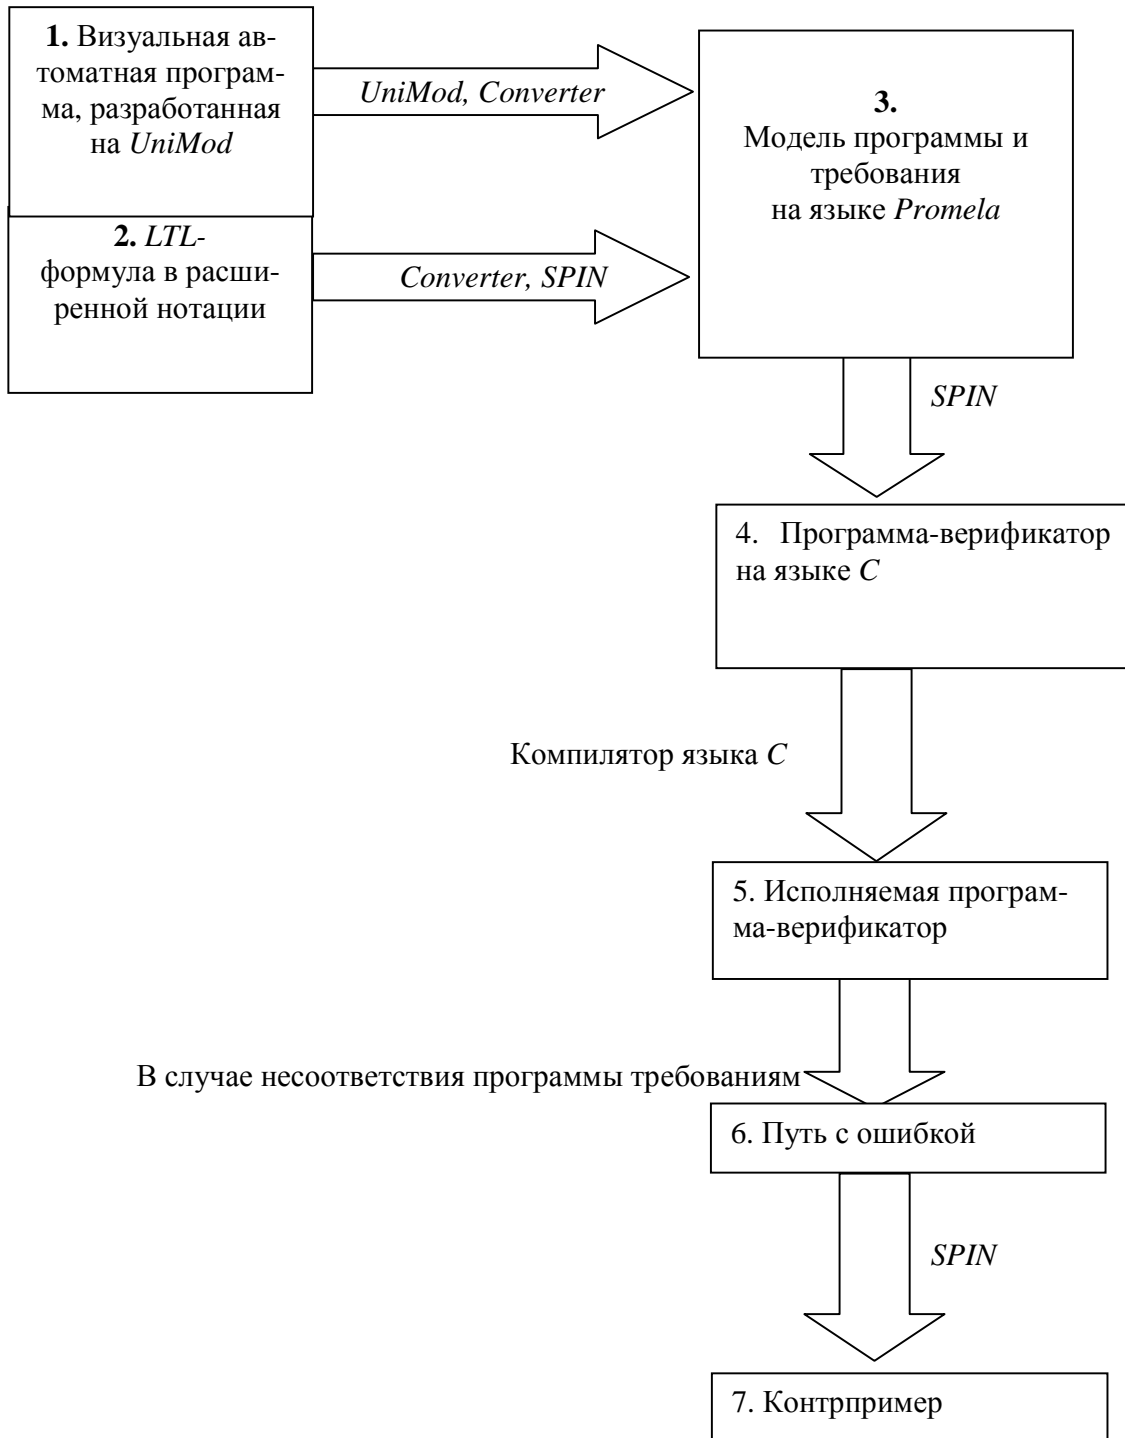 1. Визуальная ав-
томатная програм-
ма, разработанная
на UniMod
UniMod, Converter
2. LTL-
формула в расши-
ренной нотации
Converter, SPIN
3.
Модель программы и
требования
на языке Promela
SPIN
4. Программа-верификатор
на языке C
Компилятор языка C
5. Исполняемая програм-
ма-верификатор
В случае несоответствия программы требованиям
6. Путь с ошибкой
SPIN
7. Контрпример